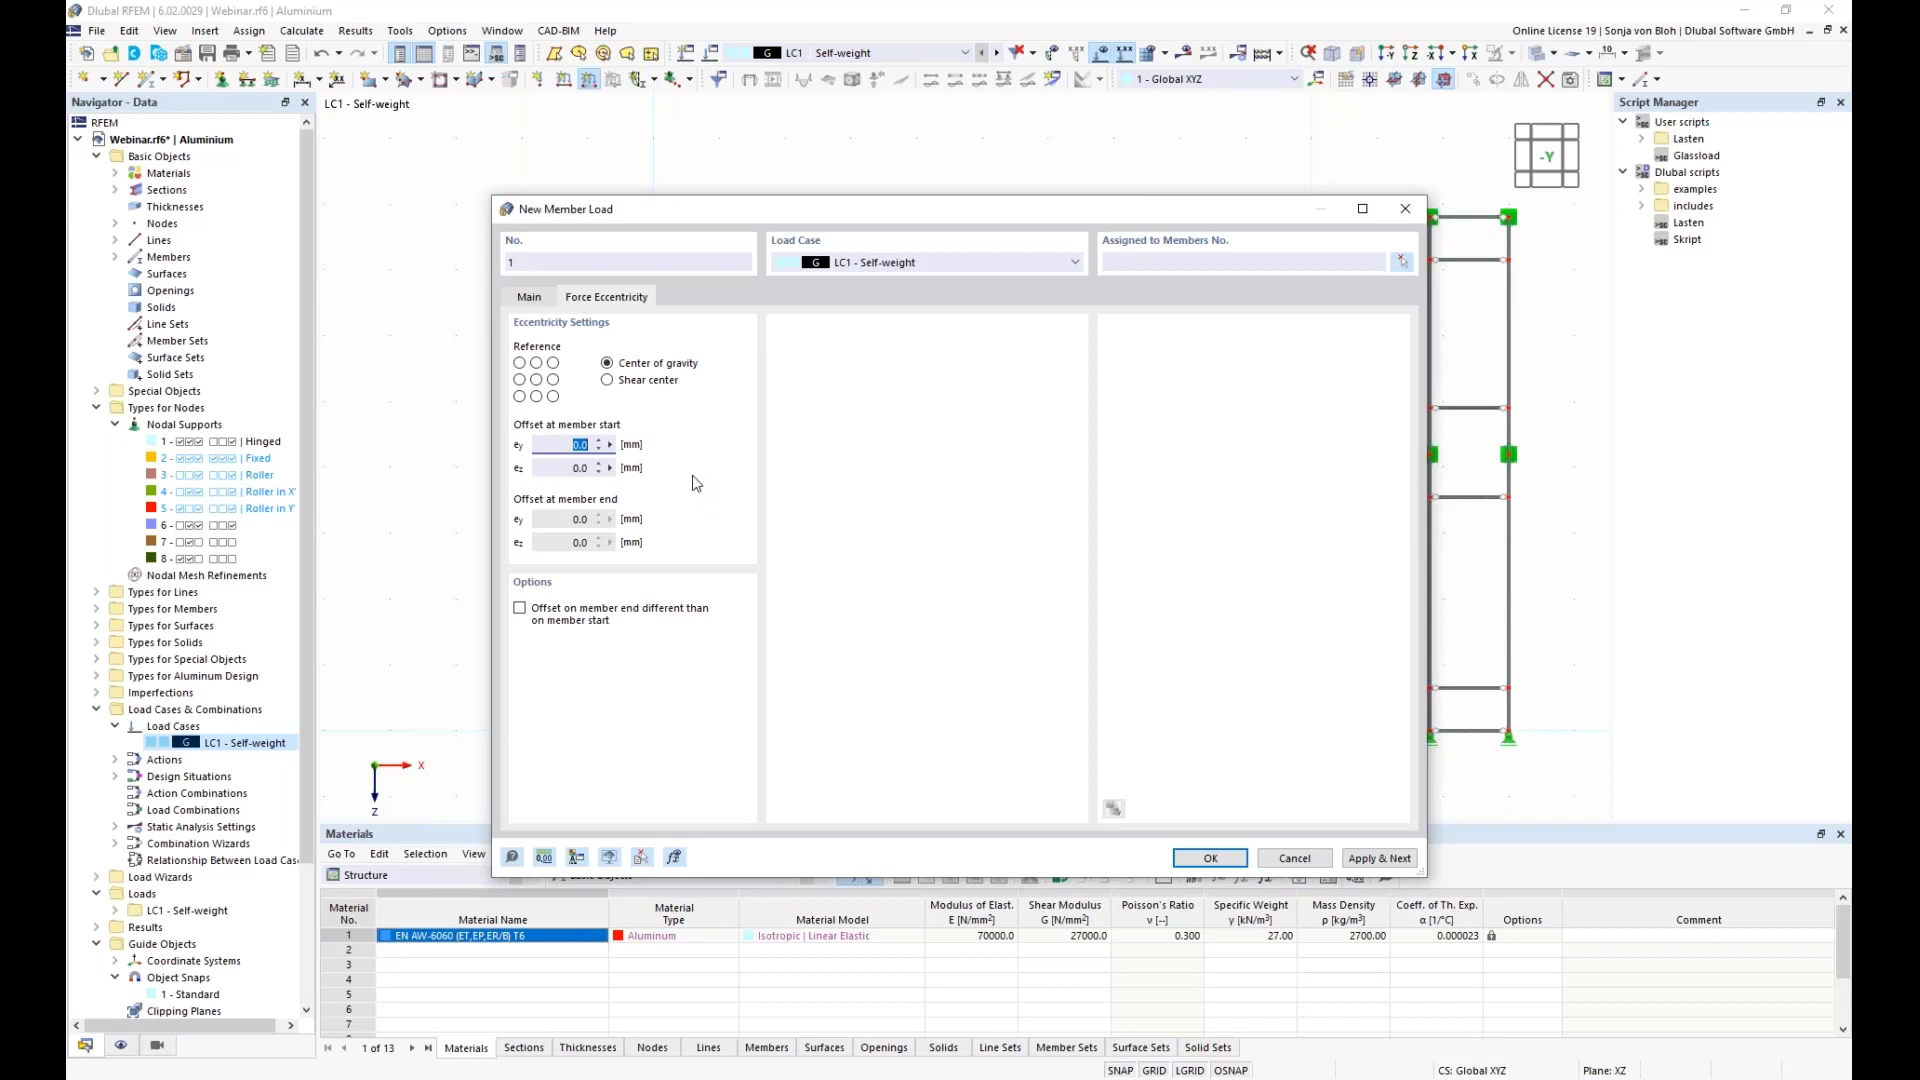 Dlubal RFEM | 6.02.0029 | Webinar.rf6 | Aluminium
File Edit View Insert Assign Calculate Results Tools Options Window CAD-BIM Help
Online License 19 | Sonja von Bloh | Dlubal Software GmbH
G LC1 Self-weight
1 - Global XYZ
Navigator - Data
RFEM
Webinar.rf6* | Aluminium
Basic Objects
Materials
Sections
Thicknesses
Nodes
Lines
Members
Surfaces
Openings
Solids
Line Sets
Member Sets
Surface Sets
Solid Sets
Special Objects
Types for Nodes
Nodal Supports
1 - | Hinged
2 - | Fixed
3 - | Roller
4 - | Roller in X'
5 - | Roller in Y'
6 -
7 -
8 -
Nodal Mesh Refinements
Types for Lines
Types for Members
Types for Surfaces
Types for Solids
Types for Special Objects
Types for Aluminum Design
Imperfections
Load Cases & Combinations
Load Cases
G LC1 - Self-weight
Actions
Design Situations
Action Combinations
Load Combinations
Static Analysis Settings
Combination Wizards
Relationship Between Load Cas
Load Wizards
Loads
LC1 - Self-weight
Results
Guide Objects
Coordinate Systems
Object Snaps
1 - Standard
Clipping Planes
LC1 - Self-weight
-Y
X
Z
New Member Load
No.
1
Load Case
G LC1 - Self-weight
Assigned to Members No.
Main Force Eccentricity
Eccentricity Settings
Reference
Center of gravity
Shear center
Offset at member start
ey 0.0 [mm]
ez 0.0 [mm]
Offset at member end
ey 0.0 [mm]
ez 0.0 [mm]
Options
Offset on member end different than
on member start
OK Cancel Apply & Next
Script Manager
User scripts
Lasten
Glassload
Dlubal scripts
examples
includes
Lasten
Skript
Materials
Go To Edit Selection View
Structure
Material No. Material Name Material Type Material Model Modulus of Elast. E [N/mm²] Shear Modulus G [N/mm²] Poisson's Ratio ν [--] Specific Weight γ [kN/m³] Mass Density ρ [kg/m³] Coeff. of Th. Exp. α [1/°C] Options Comment
1 EN AW-6060 (ET,EP,ER/B) T6 Aluminum Isotropic | Linear Elastic 70000.0 27000.0 0.300 27.00 2700.00 0.000023
2
3
4
5
6
7
1 of 13 Materials Sections Thicknesses Nodes Lines Members Surfaces Openings Solids Line Sets Member Sets Surface Sets Solid Sets
SNAP GRID LGRID OSNAP CS: Global XYZ Plane: XZ